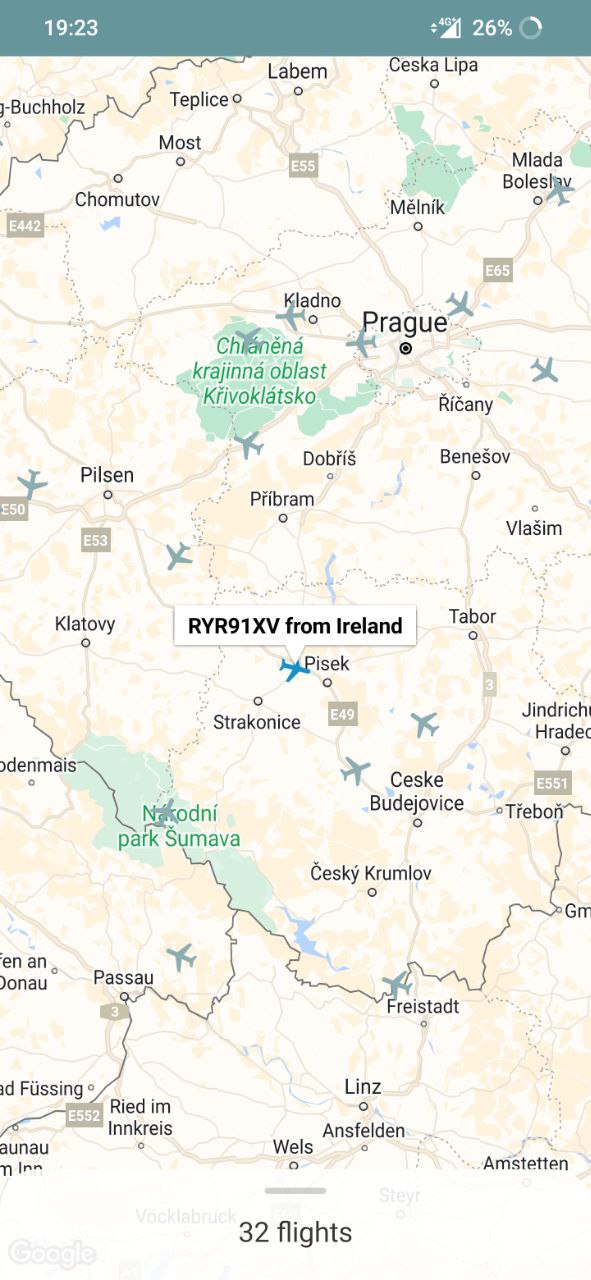 19:23
4G+
26%
Labem
Ceska Lipa
Teplice
g-Buchholz
Most
E55
Mlada
Boleslav
Chomutov
Mělník
E442
E65
Kladno
Prague
Chráněná
krajinná oblast
Křivoklátsko
Říčany
Dobříš
Benešov
Pilsen
Příbram
E50
Vlašim
E53
Klatovy
RYR91XV from Ireland
Tabor
Pisek
3
Strakonice
E49
Jindrichu
Hradec
odenmais
Ceske
Budejovice
E551
Třeboň
Národní
park Šumava
Český Krumlov
Gm
fen an
Donau
Passau
3
Freistadt
ad Füssing
Linz
E552
Ried im
Innkreis
Ansfelden
aunau
m Inn
Wels
Amstetten
Steyr
Vöcklabruck
32 flights
Google